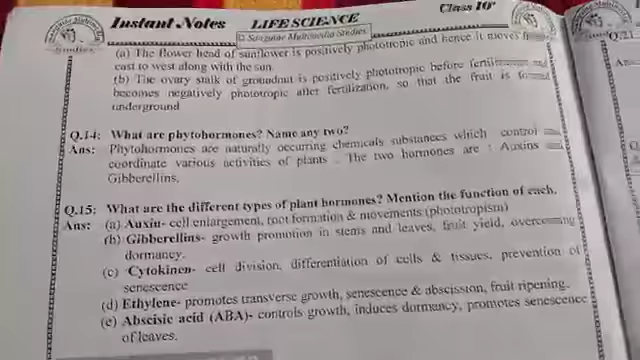 Instant Notes LIFE SCIENCE Class 10
© Sanguine Multimedia Studies
(a) The flower head of sunflower is positively phototropic and hence it moves
east to west along with the sun.
(b) The ovary stalk of groundnut is positively phototropic before
becomes negatively phototropic after fertilization, so that the fruit is
underground
Q.14: What are phytohormones? Name any two?
Ans: Phytohormones are naturally occurring chemicals substances which control
coordinate various activities of plants . The two hormones are : Auxins
Gibberellins.
Q.15: What are the different types of plant hormones? Mention the function of each.
Ans: (a) Auxin- cell enlargement, root formation & movements (phototropism)
(b) Gibberellins- growth promotion in stems and leaves, fruit yield, overcoming
dormancy.
(c) Cytokinen- cell division, differentiation of cells & tissues, prevention of
senescence
(d) Ethylene- promotes transverse growth, senescence & abscission, fruit ripening.
(e) Abscisic acid (ABA)- controls growth, induces dormancy, promotes senescence
of leaves.
Q.21